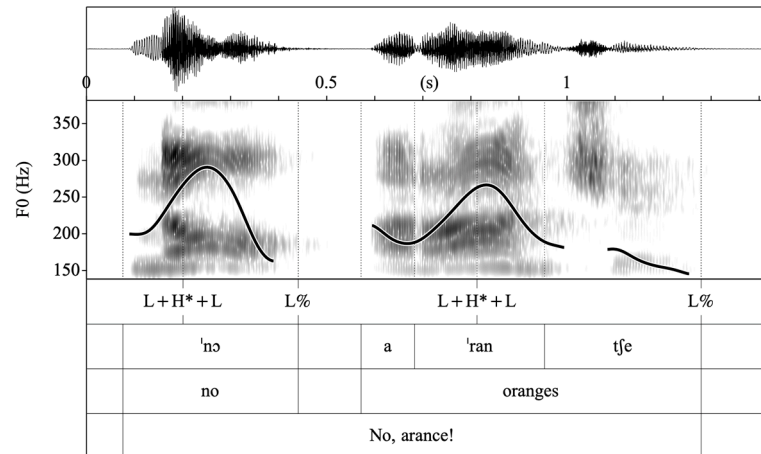 0 0.5 (s) 1
F0 (Hz)
350
300
250
200
150
L+H*+L L% L+H*+L L%
ˈnɔ a ˈran tʃe
no oranges
No, arance!